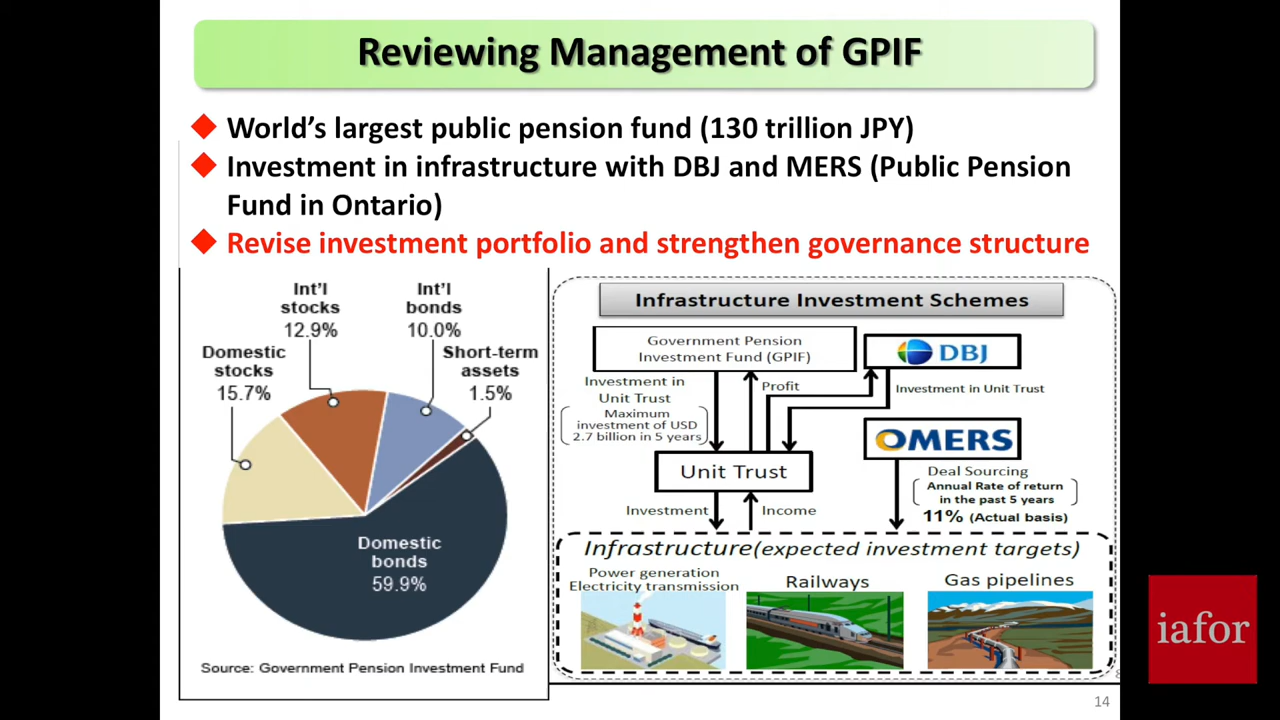 Reviewing Management of GPIF
World's largest public pension fund (130 trillion JPY)
Investment in infrastructure with DBJ and MERS (Public Pension
Fund in Ontario)
Revise investment portfolio and strengthen governance structure
Int'l
stocks
12.9%
Int'l
bonds
10.0%
Domestic
stocks
15.7%
Short-term
assets
1.5%
Domestic
bonds
59.9%
Source: Government Pension Investment Fund
Infrastructure Investment Schemes
Government Pension
Investment Fund (GPIF)
DBJ
Investment in
Unit Trust
Maximum
investment of USD
2.7 billion in 5 years
Profit
Investment in Unit Trust
OMERS
Unit Trust
Deal Sourcing
Annual Rate of return
in the past 5 years
11% (Actual basis)
Investment
Income
Infrastructure(expected investment targets)
Power generation
Electricity transmission
Railways
Gas pipelines
iafor
14